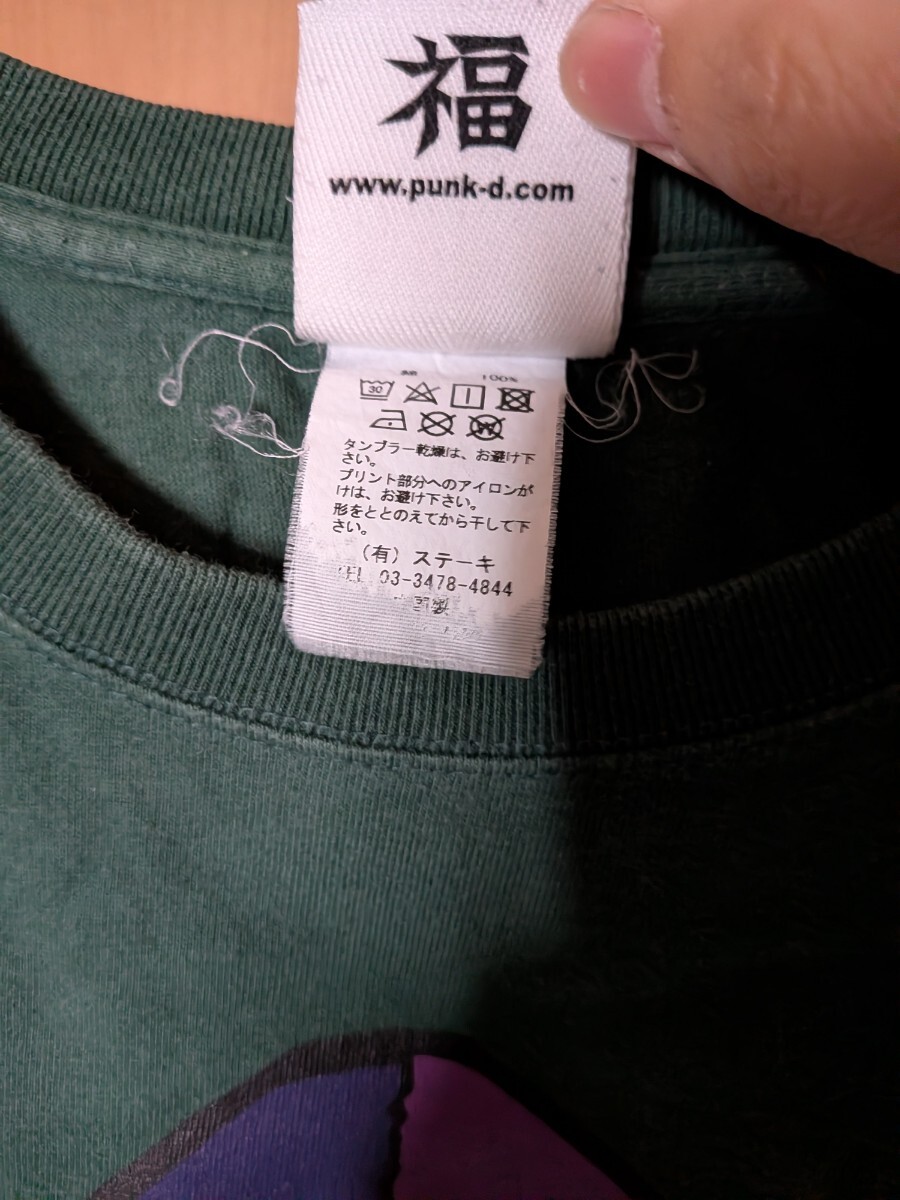 福
www.punk-d.com
綿 100%
30
タンブラー乾燥は、お避け下
さい。
プリント部分へのアイロンが
けは、お避け下さい。
形をととのえてから干して下
さい。
（有）ステーキ
TEL 03-3478-4844
国製